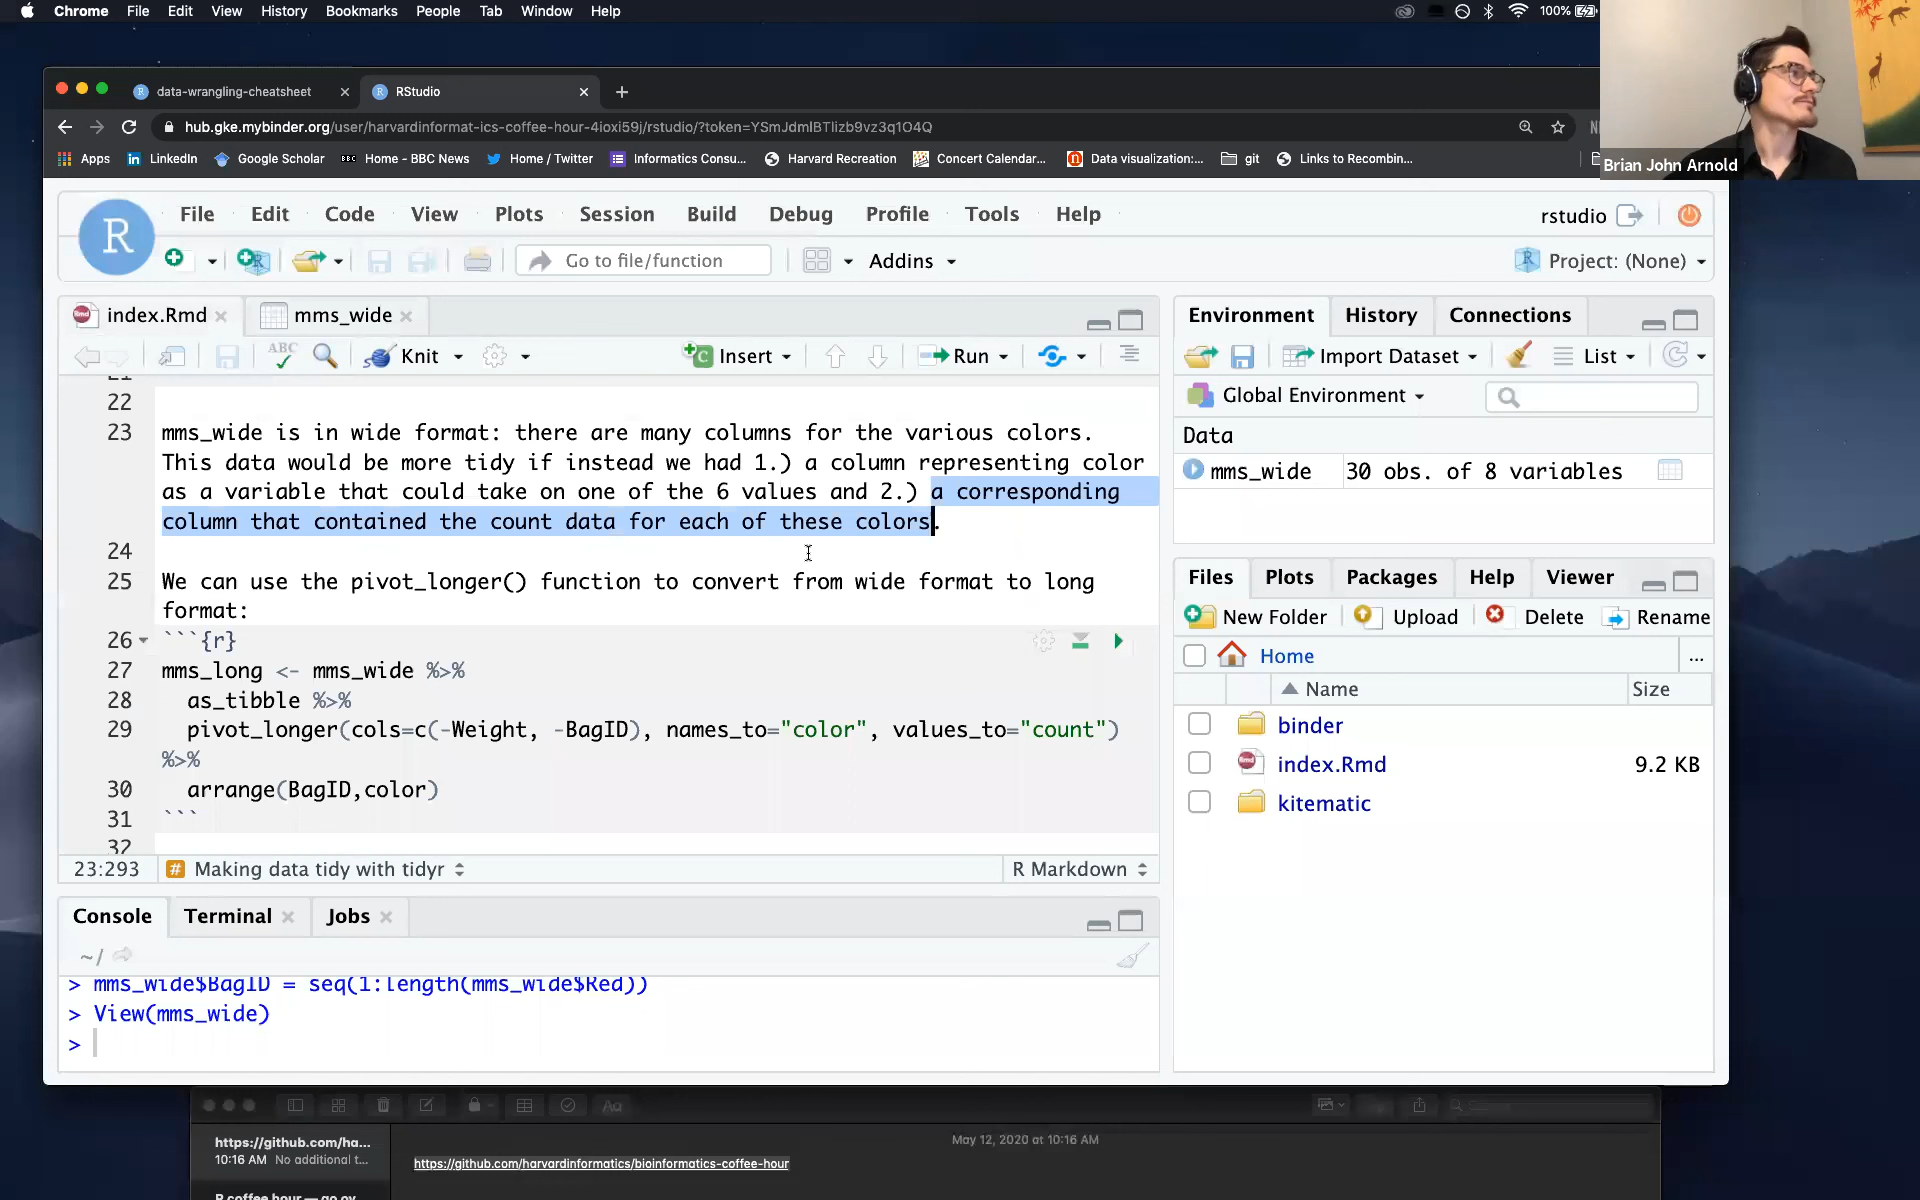 Chrome File Edit View History Bookmarks People Tab Window Help
100%
data-wrangling-cheatsheet
RStudio
hub.gke.mybinder.org/user/harvardinformat-ics-coffee-hour-4ioxi59j/rstudio/?token=YSmJdmlBTlizb9vz3q1O4Q
Apps LinkedIn Google Scholar BBC Home - BBC News Home / Twitter Informatics Consu... Harvard Recreation Concert Calendar... Data visualization:... git Links to Recombin...
Brian John Arnold
R File Edit Code View Plots Session Build Debug Profile Tools Help
rstudio
Go to file/function
Addins
Project: (None)
index.Rmd
mms_wide
ABC Knit
Insert
Run
22
23 mms_wide is in wide format: there are many columns for the various colors.
This data would be more tidy if instead we had 1.) a column representing color
as a variable that could take on one of the 6 values and 2.) a corresponding
column that contained the count data for each of these colors.
24
25 We can use the pivot_longer() function to convert from wide format to long
format:
26 ```{r}
27 mms_long <- mms_wide %>%
28 as_tibble %>%
29 pivot_longer(cols=c(-Weight, -BagID), names_to="color", values_to="count")
%>%
30 arrange(BagID,color)
31 ```
32
23:293 # Making data tidy with tidyr R Markdown
Console Terminal Jobs
~/
> mms_wide$BagID = seq(1:length(mms_wide$Red))
> View(mms_wide)
>
Environment History Connections
Import Dataset List
Global Environment
Data
mms_wide 30 obs. of 8 variables
Files Plots Packages Help Viewer
New Folder Upload Delete Rename
Home ...
Name Size
binder
index.Rmd 9.2 KB
kitematic
Aa
https://github.com/ha...
10:16 AM No additional t...
R coffee hour — go ov
May 12, 2020 at 10:16 AM
https://github.com/harvardinformatics/bioinformatics-coffee-hour